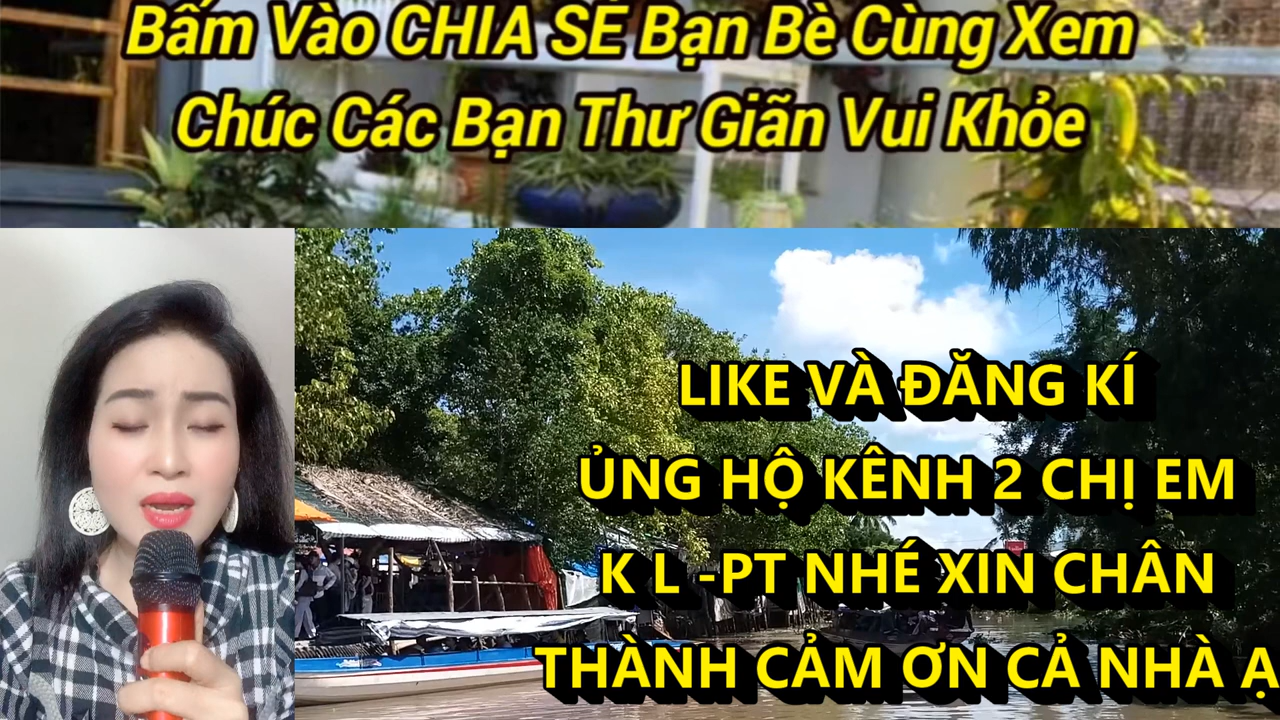 Bấm Vào CHIA SẺ Bạn Bè Cùng Xem
Chúc Các Bạn Thư Giãn Vui Khỏe
LIKE VÀ ĐĂNG KÍ
ỦNG HỘ KÊNH 2 CHỊ EM
K L -PT NHÉ XIN CHÂN
THÀNH CẢM ƠN CẢ NHÀ Ạ